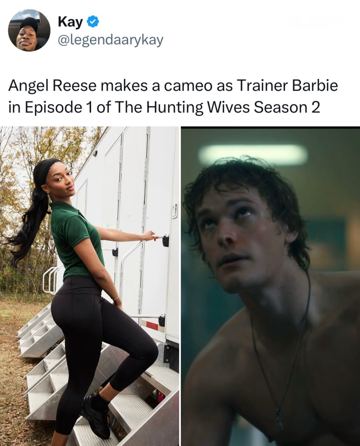 Kay
@legendaarykay
Angel Reese makes a cameo as Trainer Barbie
in Episode 1 of The Hunting Wives Season 2